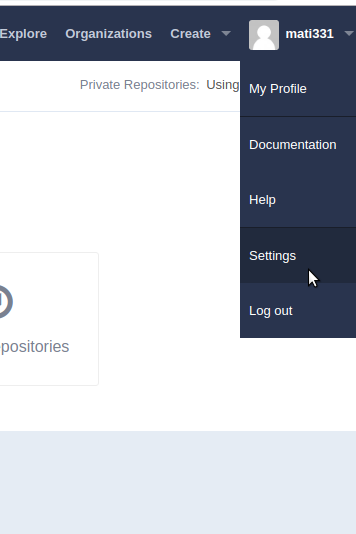 Explore Organizations Create mati331
Private Repositories: Using
My Profile
Documentation
Help
Settings
Log out
positories